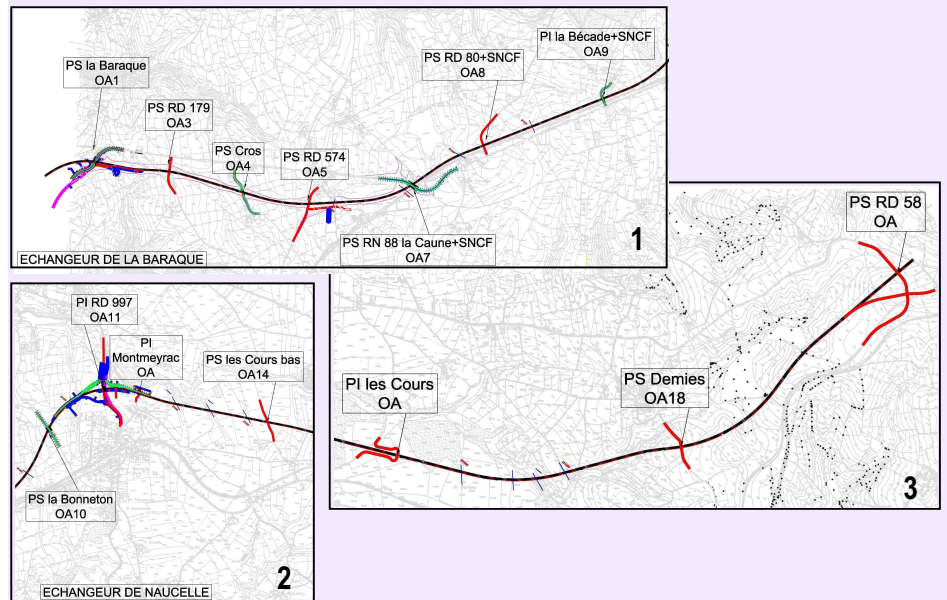 PS la Baraque
OA1
PS RD 179
OA3
PS Cros
OA4
PS RD 574
OA5
PS RD 80+SNCF
OA8
PI la Bécade+SNCF
OA9
PS RN 88 la Caune+SNCF
OA7
ECHANGEUR DE LA BARAQUE
1
PI RD 997
OA11
PI
Montmeyrac
OA
PS les Cours bas
OA14
PS la Bonneton
OA10
ECHANGEUR DE NAUCELLE
2
PS RD 58
OA
PI les Cours
OA
PS Demies
OA18
3